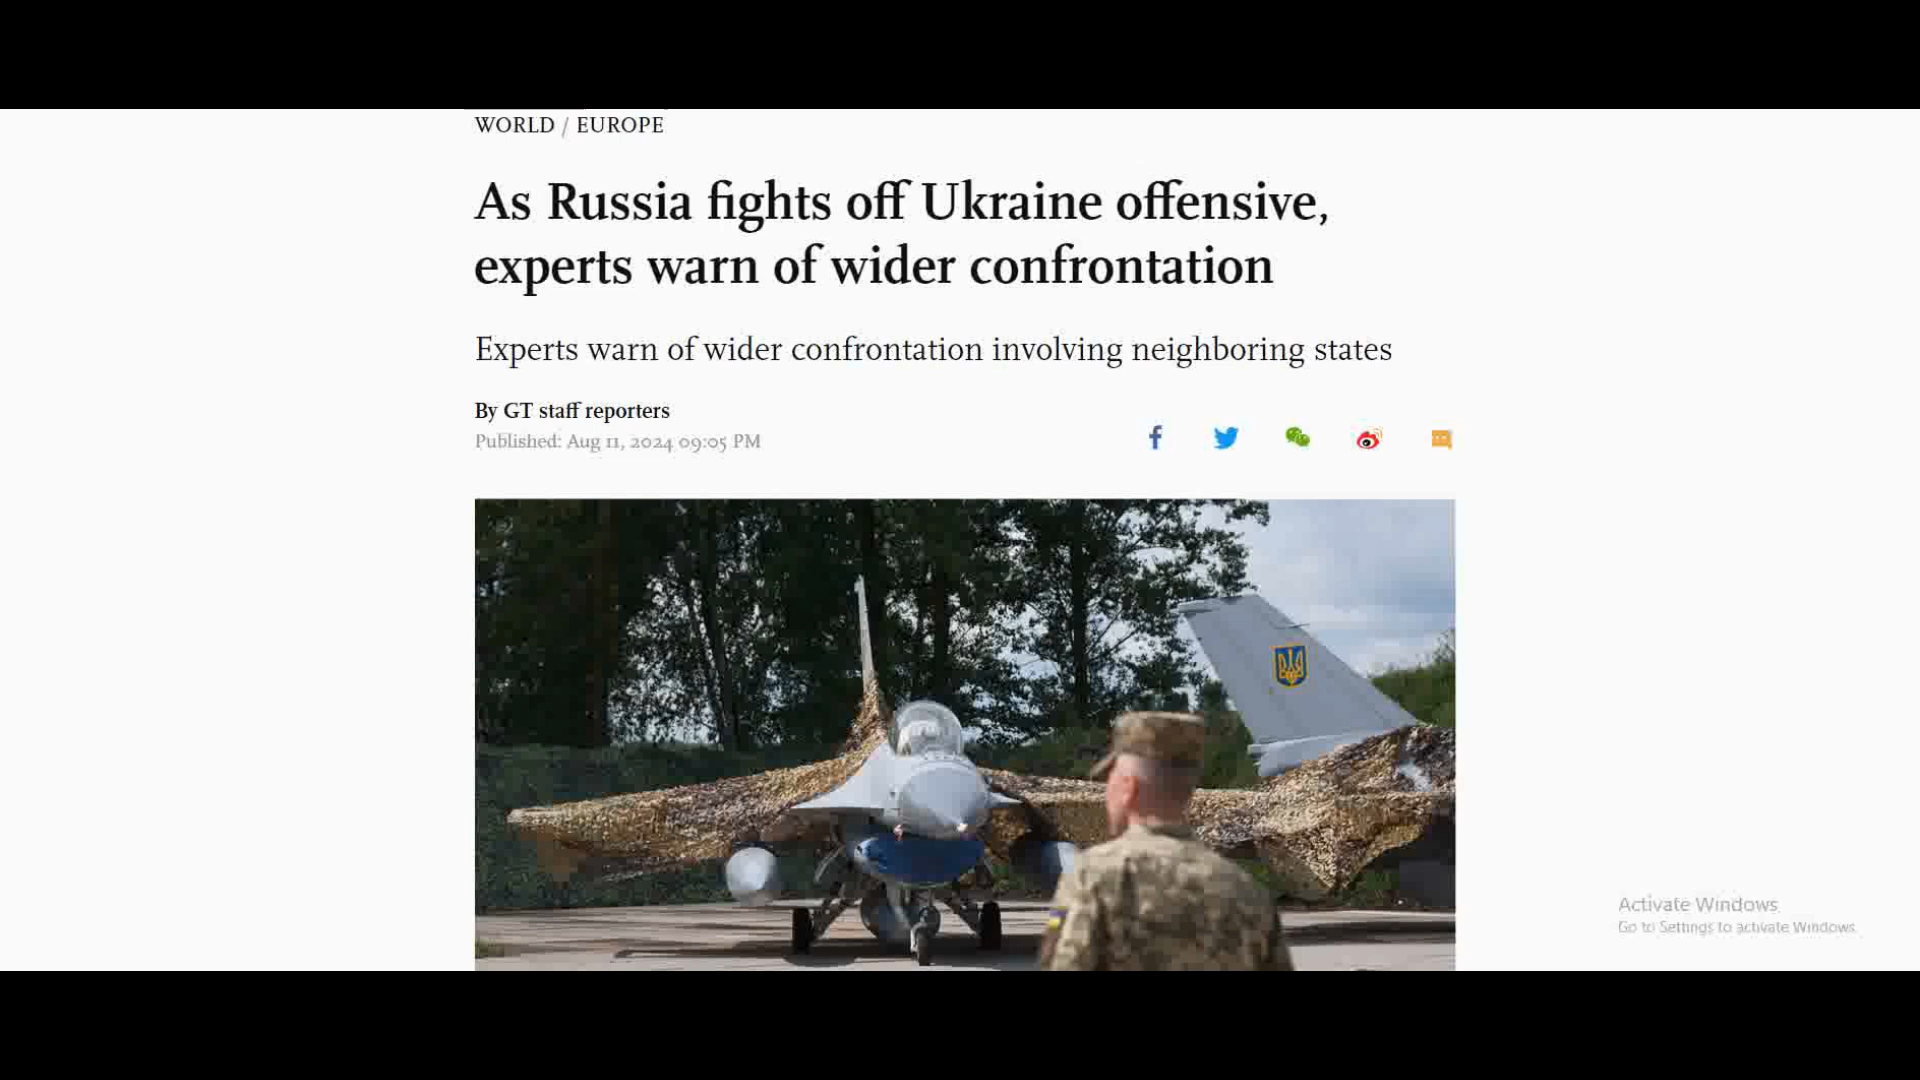 WORLD / EUROPE
As Russia fights off Ukraine offensive,
experts warn of wider confrontation
Experts warn of wider confrontation involving neighboring states
By GT staff reporters
Published: Aug 11, 2024 09:05 PM
Activate Windows
Go to Settings to activate Windows.